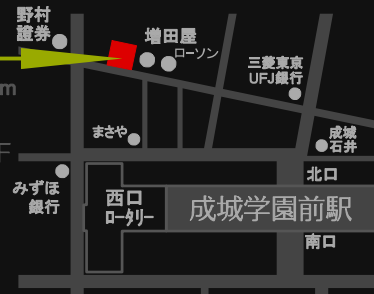 野村
證券
増田屋
ローソン
三菱東京
UFJ銀行
m
まさや
成城
石井
みずほ
銀行
西口
ロータリー
成城学園前駅
北口
南口